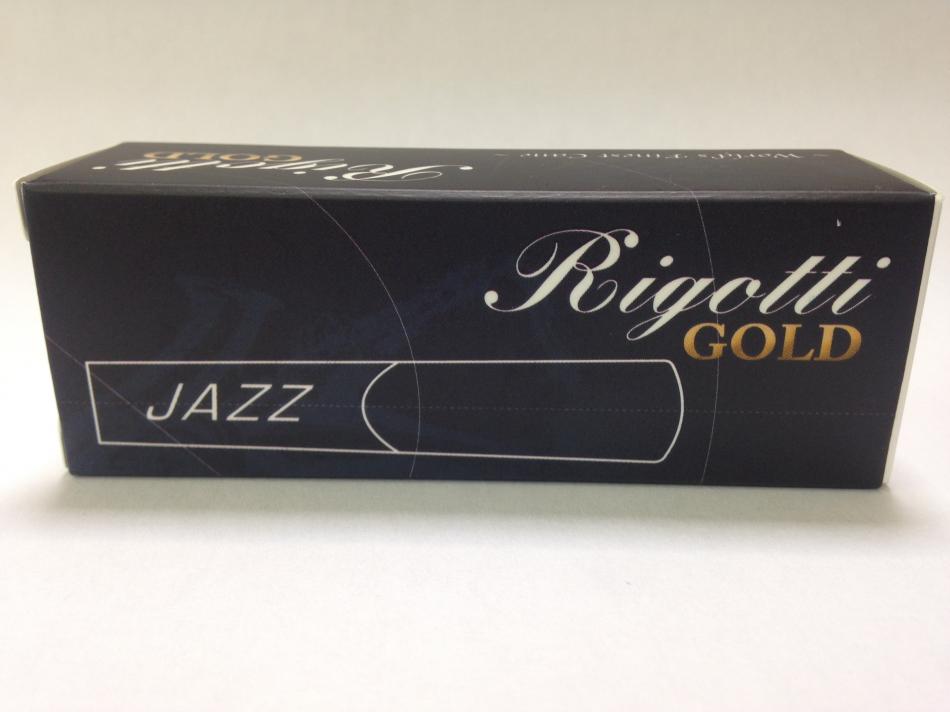 Rigotti
GOLD
~ World's Finest Cane ~
Rigotti
GOLD
JAZZ